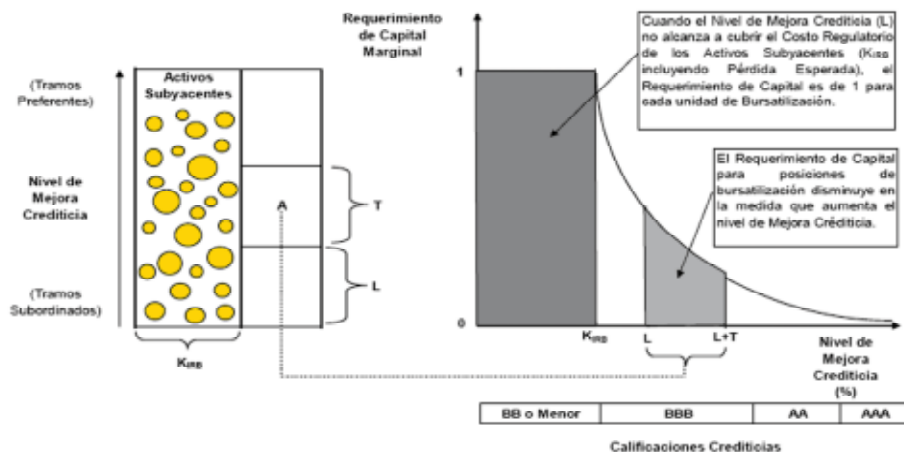 Requerimiento
de Capital
Marginal
Cuando el Nivel de Mejora Crediticia (L)
no alcanza a cubrir el Costo Regulatorio
de los Activos Subyacentes (KIRB
incluyendo Pérdida Esperada), el
Requerimiento de Capital es de 1 para
cada unidad de Bursatilización.
El Requerimiento de Capital
para posiciones de
bursatilización disminuye en
la medida que aumenta el
nivel de Mejora Créditicia.
(Tramos
Preferentes)
Nivel de
Mejora
Crediticia
(Tramos
Subordinados)
Activos
Subyacentes
A
T
L
KIRB
1
0
KIRB
L
L+T
Nivel de
Mejora
Crediticia
(%)
BB o Menor
BBB
AA
AAA
Calificaciones Crediticias